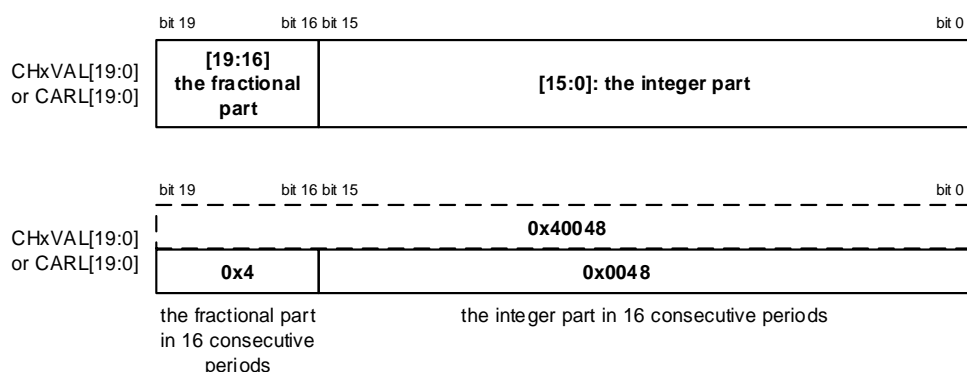 bit 19 bit 16 bit 15 bit 0
CHxVAL[19:0]
or CARL[19:0]
[19:16]
the fractional
part
[15:0]: the integer part
bit 19 bit 16 bit 15 bit 0
CHxVAL[19:0]
or CARL[19:0]
0x40048
0x4 0x0048
the fractional part
in 16 consecutive
periods
the integer part in 16 consecutive periods